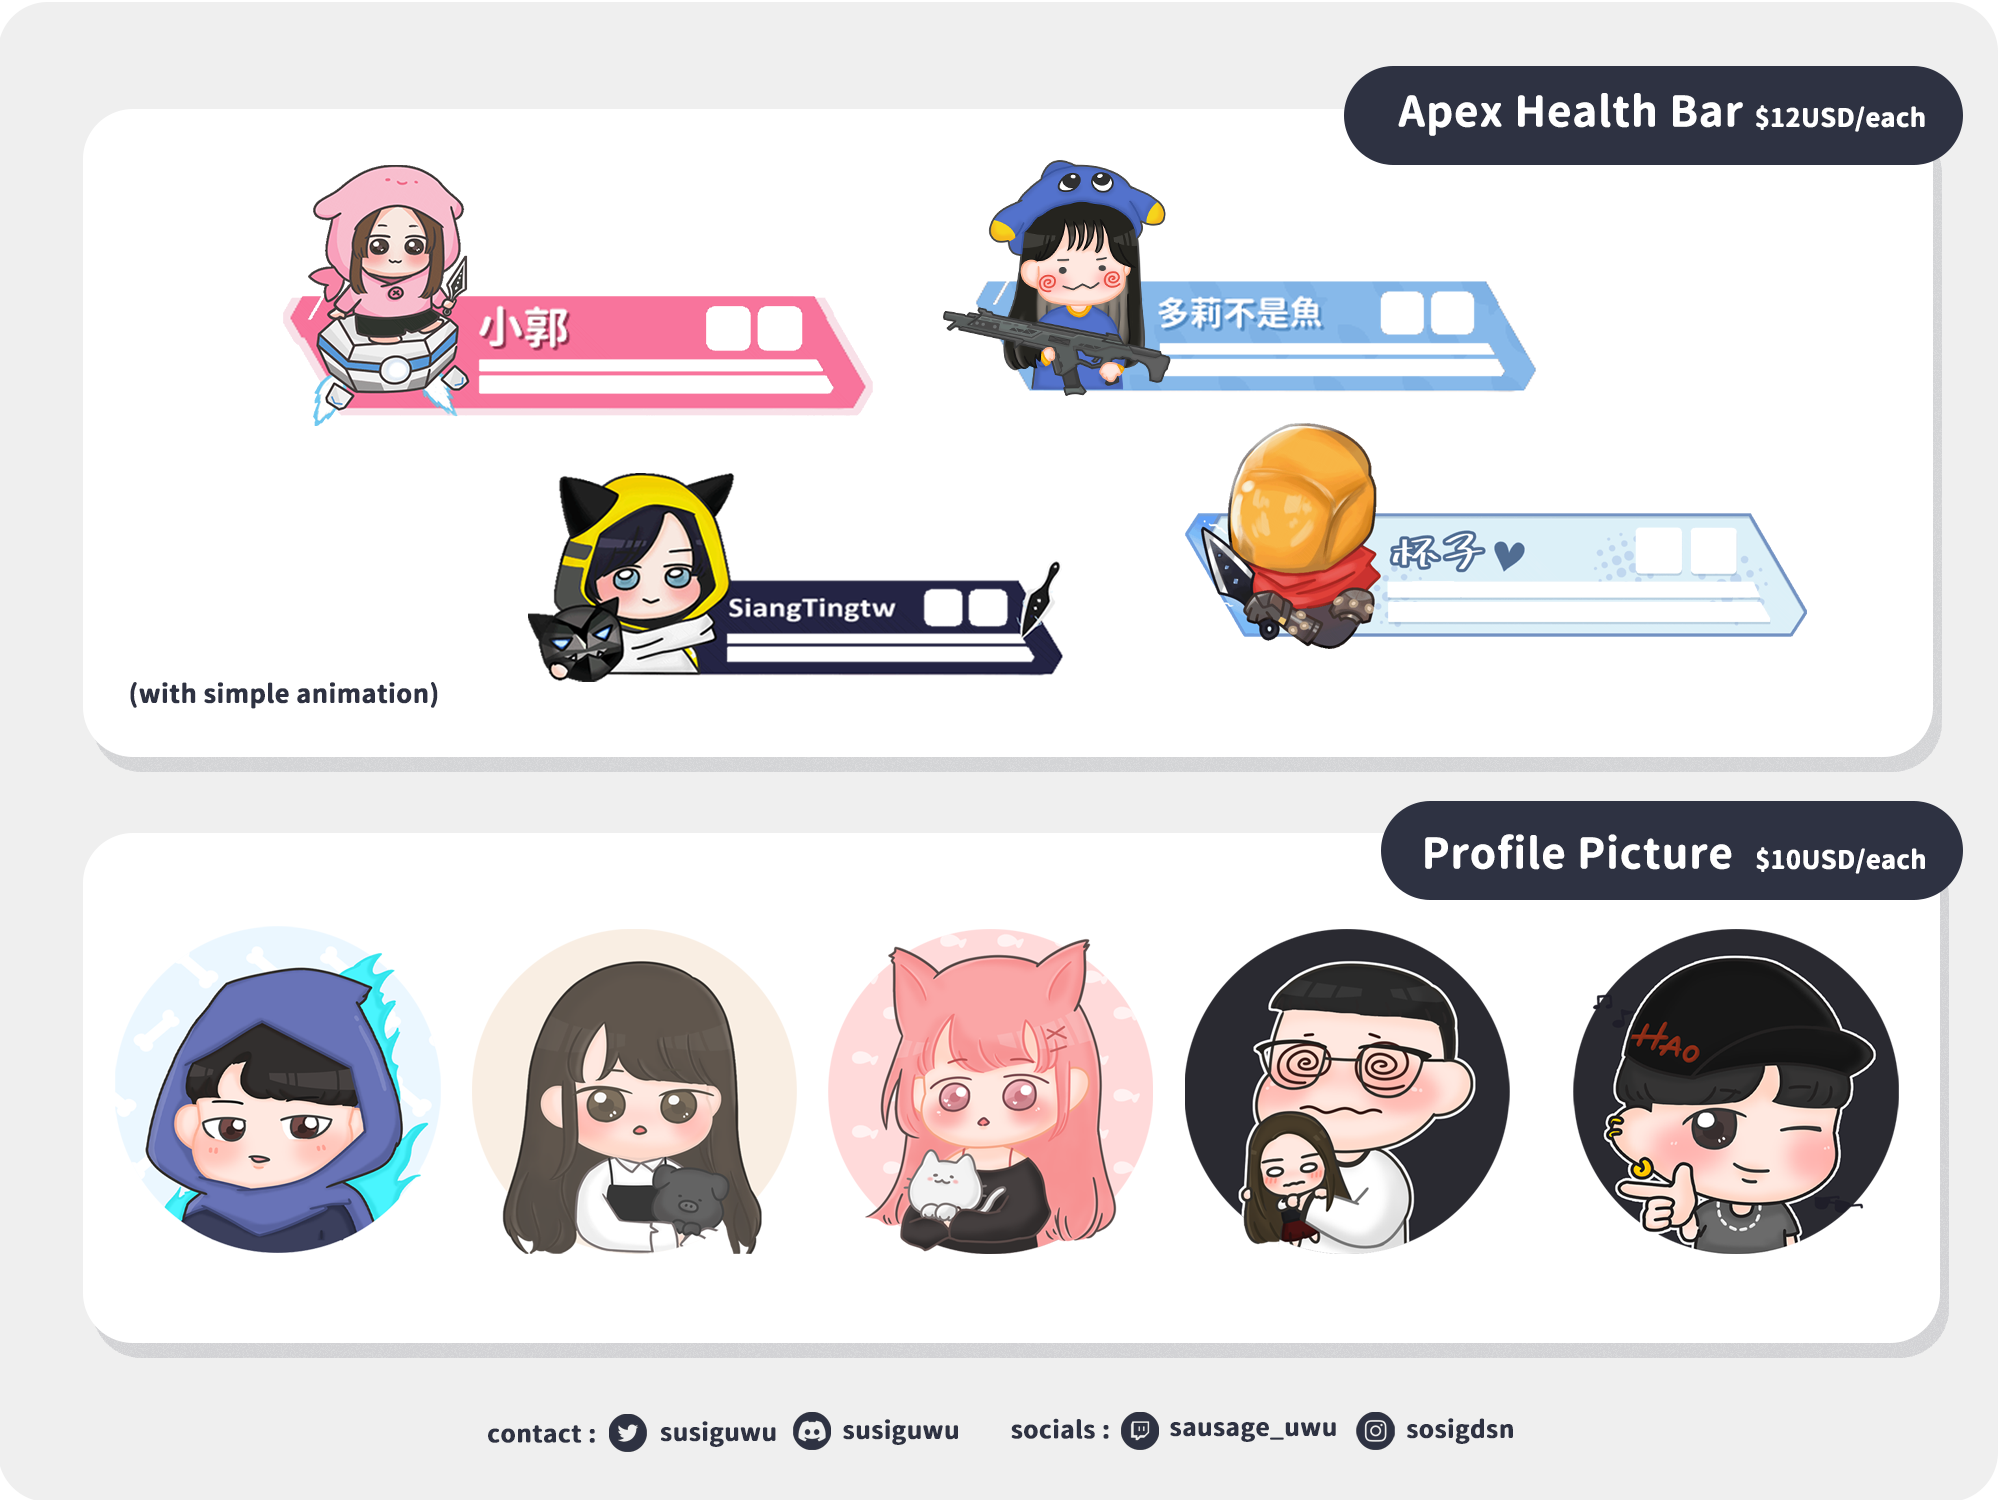 Apex Health Bar $12USD/each
小郭
多莉不是魚
SiangTingtw
杯子♥
(with simple animation)
Profile Picture $10USD/each
HAO
contact : susiguwu susiguwu socials : sausage_uwu sosigdsn